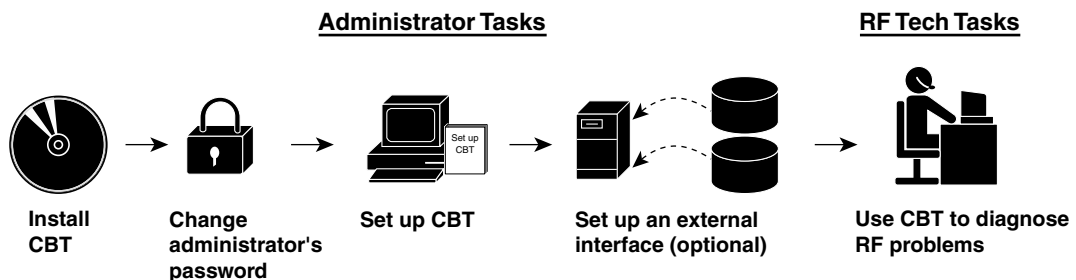 Administrator Tasks
RF Tech Tasks
Set up
CBT
Install
CBT
Change
administrator's
password
Set up CBT
Set up an external
interface (optional)
Use CBT to diagnose
RF problems